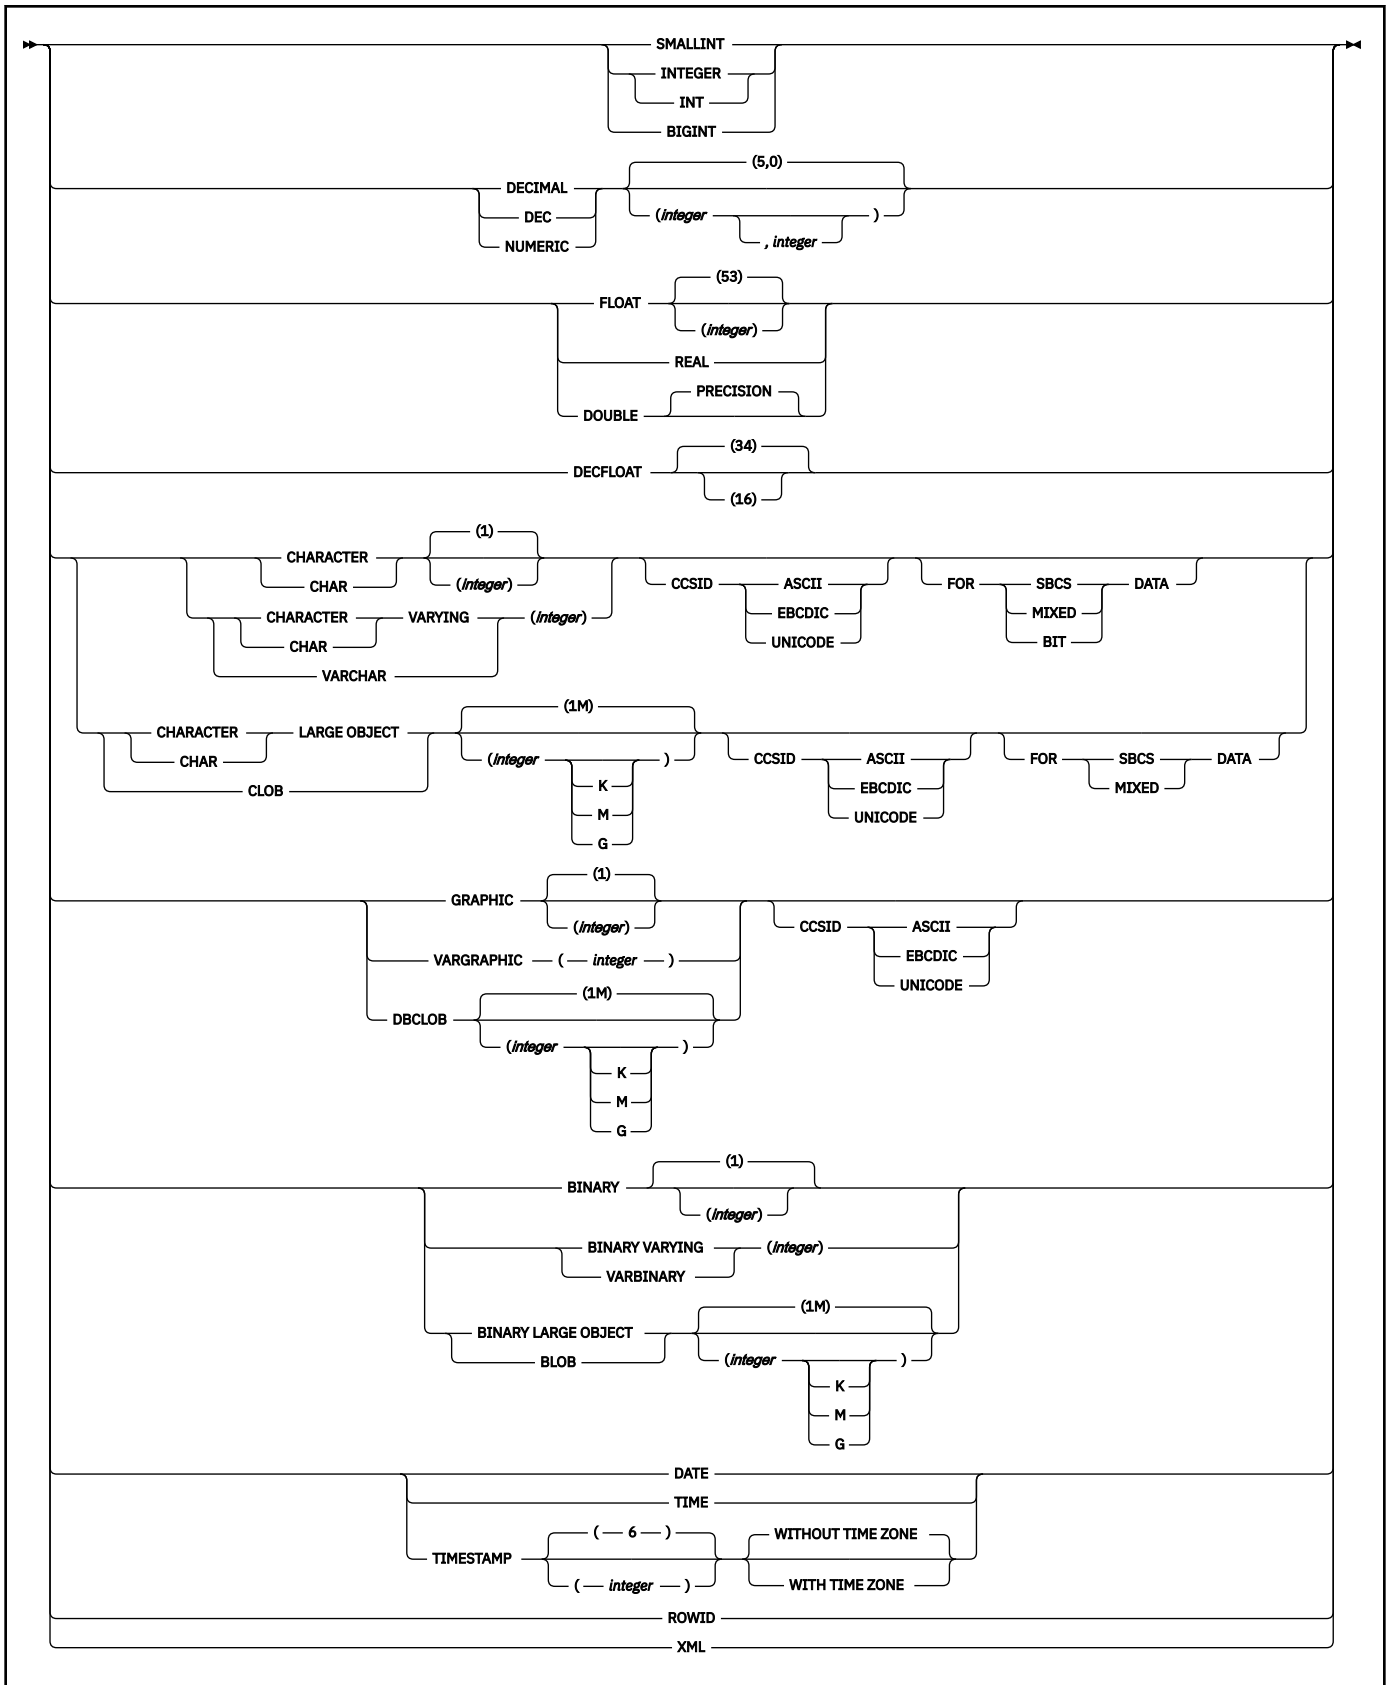 SMALLINT
INTEGER
INT
BIGINT
(5,0)
DECIMAL
DEC
(integer )
NUMERIC , integer
(53)
FLOAT
(integer)
REAL
PRECISION
DOUBLE
(34)
DECFLOAT
(16)
(1)
CHARACTER
CHAR (integer) CCSID ASCII FOR SBCS DATA
CHARACTER VARYING (integer) EBCDIC MIXED
CHAR UNICODE BIT
VARCHAR
(1M)
CHARACTER LARGE OBJECT
CHAR (integer ) CCSID ASCII FOR SBCS DATA
CLOB K EBCDIC MIXED
M UNICODE
G
(1)
GRAPHIC
(integer) CCSID ASCII
VARGRAPHIC ( integer ) EBCDIC
UNICODE
(1M)
DBCLOB
(integer )
K
M
G
(1)
BINARY
(integer)
BINARY VARYING (integer)
VARBINARY
(1M)
BINARY LARGE OBJECT
BLOB (integer )
K
M
G
DATE
TIME
( 6 ) WITHOUT TIME ZONE
TIMESTAMP
( integer ) WITH TIME ZONE
ROWID
XML